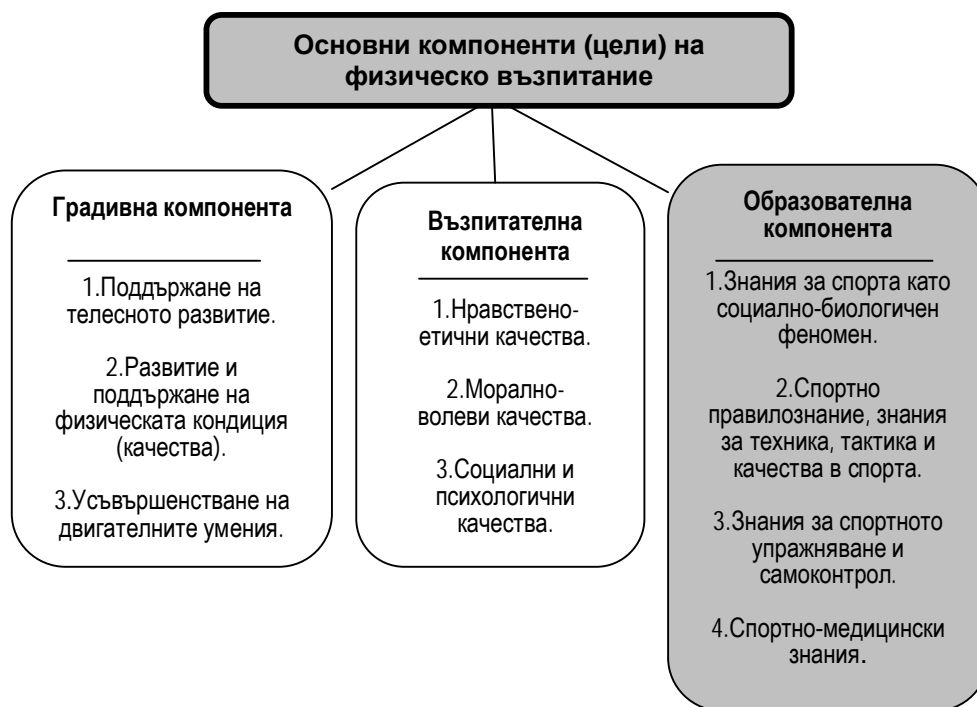 Основни компоненти (цели) на
физическо възпитание
Градивна компонента
1.Поддържане на
телесното развитие.
2.Развитие и
поддържане на
физическата кондиция
(качества).
3.Усъвършенстване на
двигателните умения.
Възпитателна
компонента
1.Нравствено-
етични качества.
2.Морално-
волеви качества.
3.Социални и
психологични
качества.
Образователна
компонента
1.Знания за спорта като
социално-биологичен
феномен.
2.Спортно
правилознание, знания
за техника, тактика и
качества в спорта.
3.Знания за спортното
упражняване и
самоконтрол.
4.Спортно-медицински
знания.